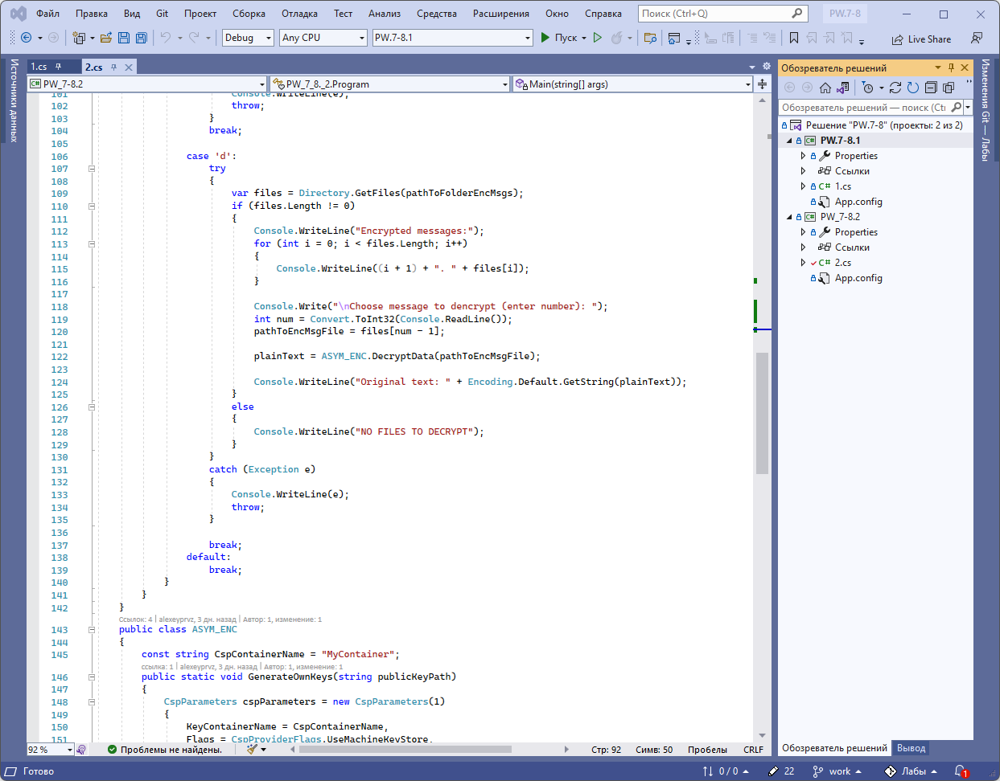 Файл Правка Вид Git Проект Сборка Отладка Тест Анализ Средства Расширения Окно Справка Поиск (Ctrl+Q) PW.7-8
Debug Any CPU PW.7-8.1 Пуск Live Share
Источники данных
1.cs 2.cs
PW_7-8.2 PW_7_8._2.Program Main(string[] args)
101 Console.WriteLine(e);
102 throw;
103 }
104 break;
105
106 case 'd':
107 try
108 {
109 var files = Directory.GetFiles(pathToFolderEncMsgs);
110 if (files.Length != 0)
111 {
112 Console.WriteLine("Encrypted messages:");
113 for (int i = 0; i < files.Length; i++)
114 {
115 Console.WriteLine((i + 1) + ". " + files[i]);
116 }
117
118 Console.Write("\nChoose message to dencrypt (enter number): ");
119 int num = Convert.ToInt32(Console.ReadLine());
120 pathToEncMsgFile = files[num - 1];
121
122 plainText = ASYM_ENC.DecryptData(pathToEncMsgFile);
123
124 Console.WriteLine("Original text: " + Encoding.Default.GetString(plainText));
125 }
126 else
127 {
128 Console.WriteLine("NO FILES TO DECRYPT");
129 }
130 }
131 catch (Exception e)
132 {
133 Console.WriteLine(e);
134 throw;
135 }
136
137 break;
138 default:
139 break;
140 }
141 }
142 }
Ссылок: 4 | alexeyprvz, 3 дн. назад | Автор: 1, изменение: 1
143 public class ASYM_ENC
144 {
145 const string CspContainerName = "MyContainer";
ссылка: 1 | alexeyprvz, 3 дн. назад | Автор: 1, изменение: 1
146 public static void GenerateOwnKeys(string publicKeyPath)
147 {
148 CspParameters cspParameters = new CspParameters(1)
149 {
150 KeyContainerName = CspContainerName,
151 Flags = CspProviderFlags.UseMachineKeyStore,
92 % Проблемы не найдены. Стр: 92 Симв: 50 Пробелы CRLF
Обозреватель решений
Обозреватель решений — поиск (Ctr
Решение "PW.7-8" (проекты: 2 из 2)
C# PW.7-8.1
Properties
Ссылки
C# 1.cs
App.config
C# PW_7-8.2
Properties
Ссылки
C# 2.cs
App.config
Обозреватель решений Вывод
Изменения Git — Лабы
Готово 0 / 0 22 work Лабы 1